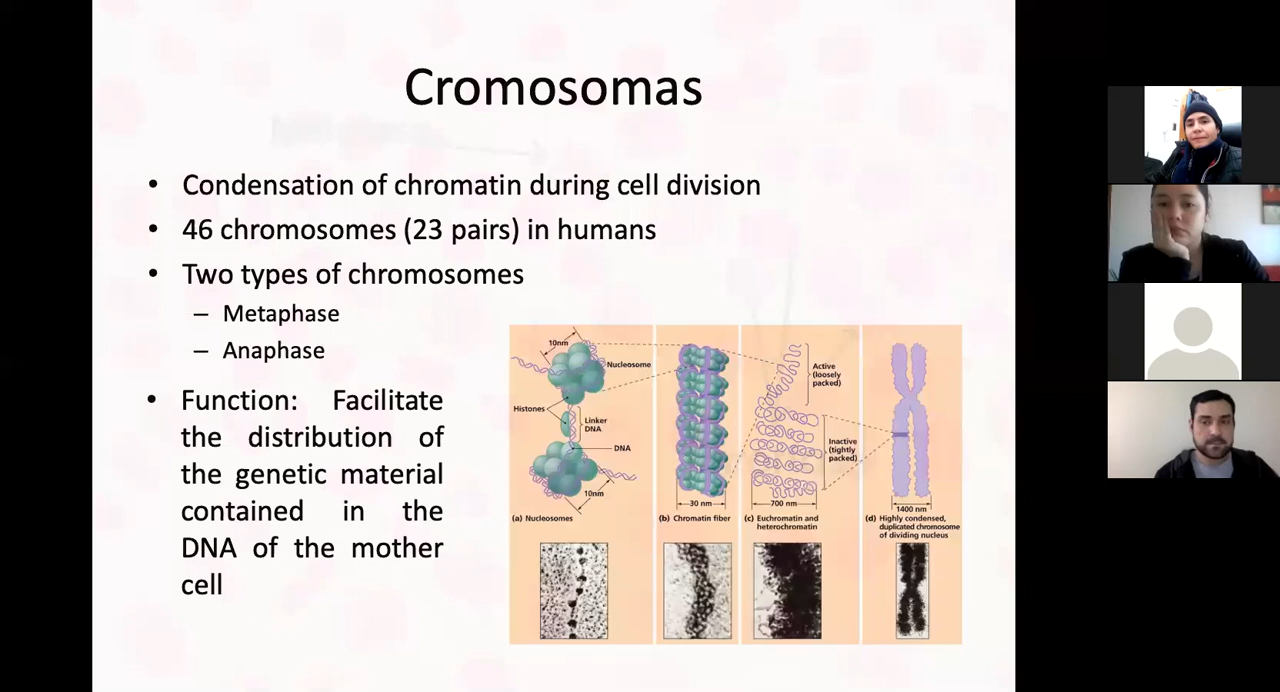 Cromosomas
• Condensation of chromatin during cell division
• 46 chromosomes (23 pairs) in humans
• Two types of chromosomes
– Metaphase
– Anaphase
• Function: Facilitate
the distribution of
the genetic material
contained in the
DNA of the mother
cell
10nm
Nucleosome
Histones
Linker
DNA
DNA
10nm
(a) Nucleosomes
30 nm
(b) Chromatin fiber
Active
(loosely
packed)
Inactive
(tightly
packed)
700 nm
(c) Euchromatin and
heterochromatin
1400 nm
(d) Highly condensed,
duplicated chromosome
of dividing nucleus